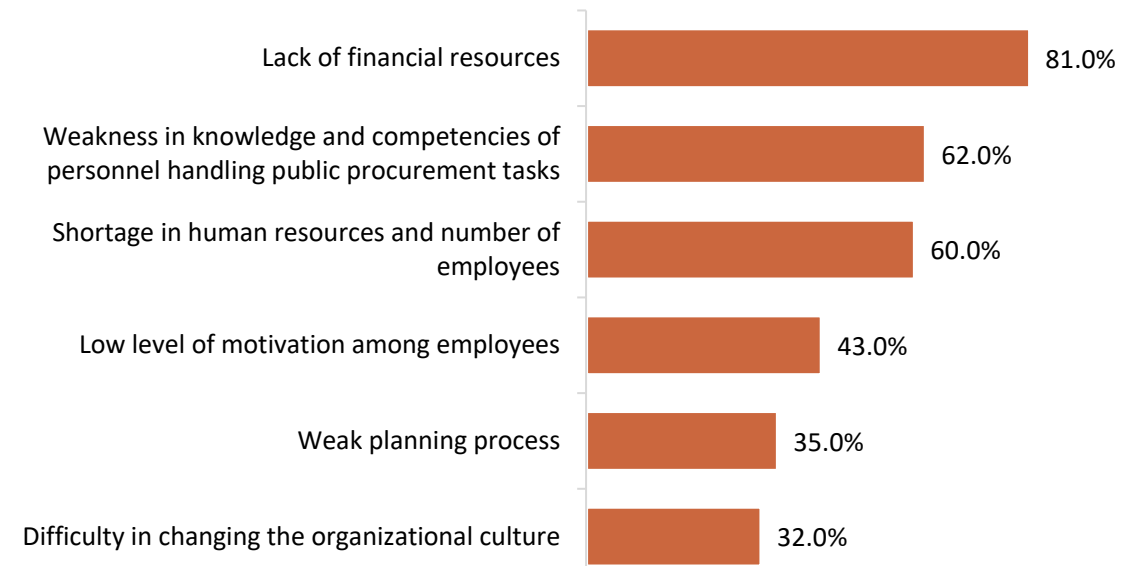 Lack of financial resources
81.0%
Weakness in knowledge and competencies of
personnel handling public procurement tasks
62.0%
Shortage in human resources and number of
employees
60.0%
Low level of motivation among employees
43.0%
Weak planning process
35.0%
Difficulty in changing the organizational culture
32.0%